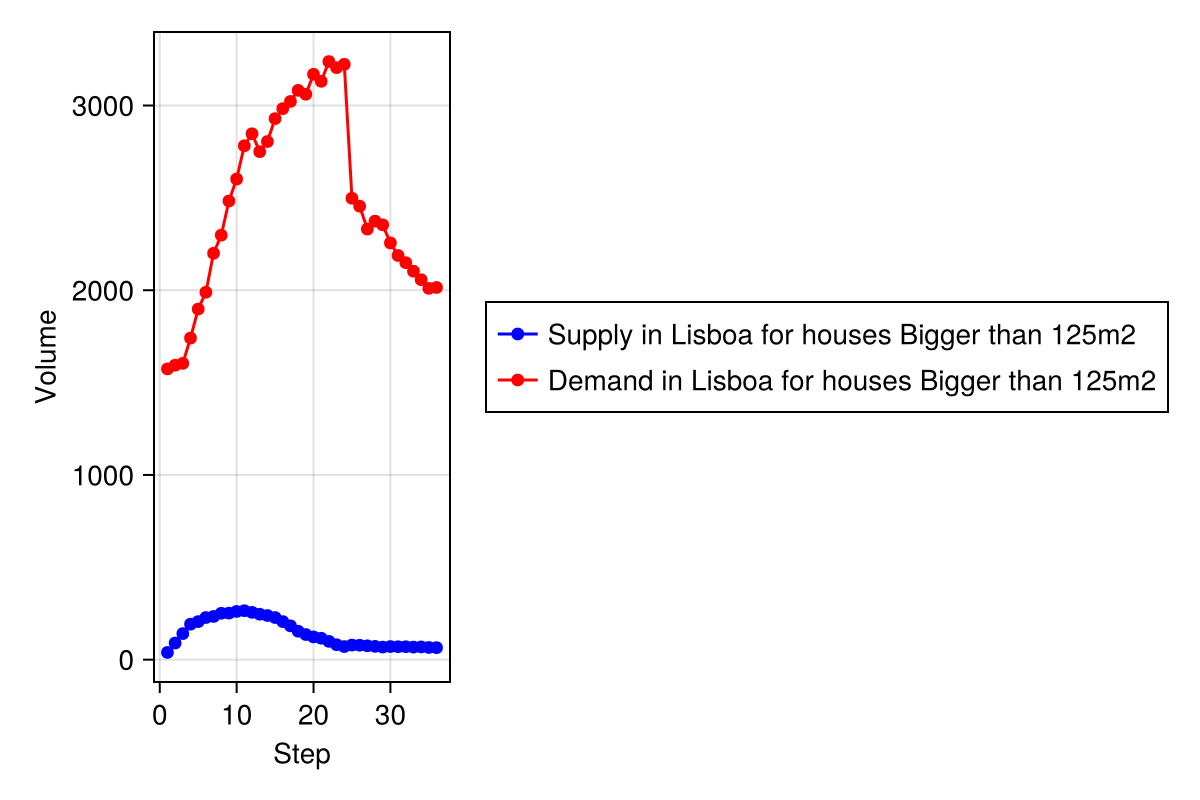 3000
2000
1000
0
Volume
0 10 20 30
Step
Supply in Lisboa for houses Bigger than 125m2
Demand in Lisboa for houses Bigger than 125m2